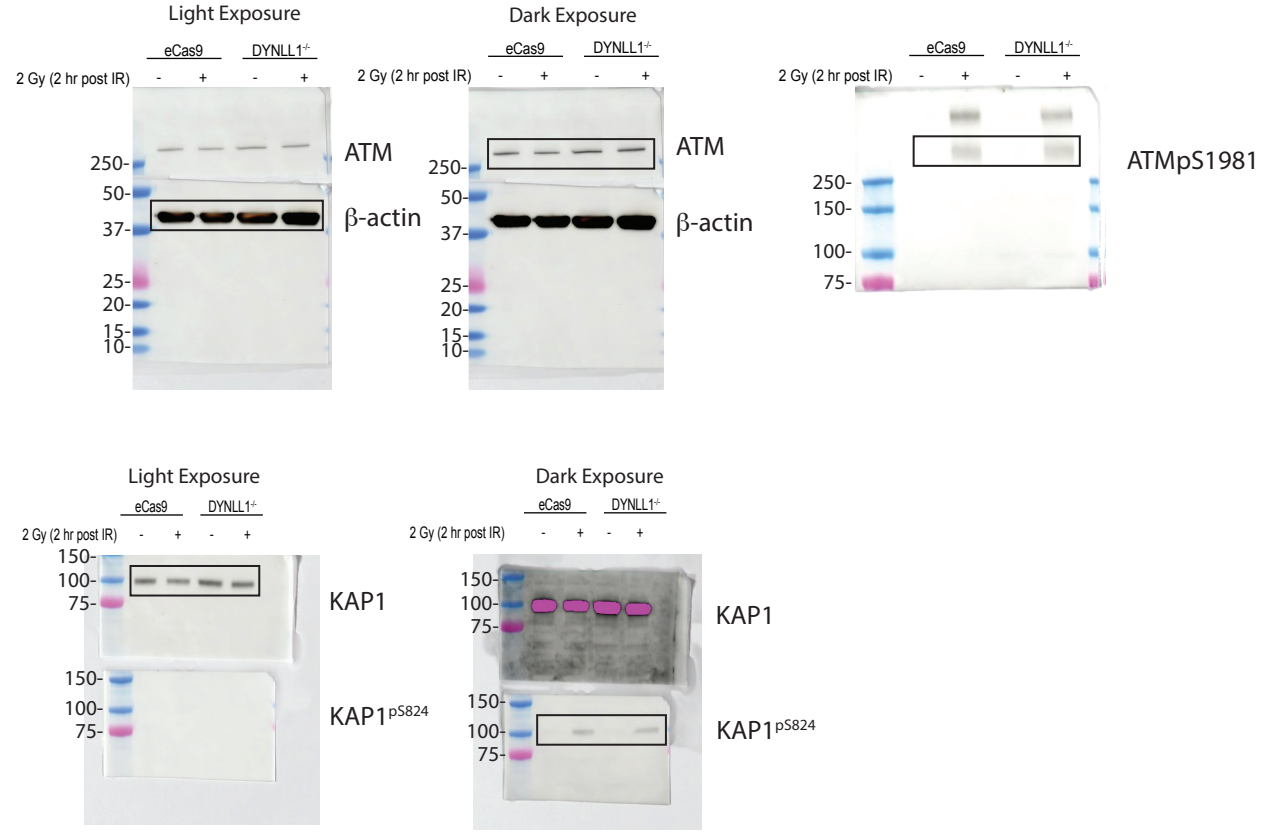 Light Exposure
eCas9 DYNLL1-/-
2 Gy (2 hr post IR) - + - +
250-
ATM
50-
37-
β-actin
25-
20-
15-
10-
Dark Exposure
eCas9 DYNLL1-/-
2 Gy (2 hr post IR) - + - +
250-
ATM
50-
37-
β-actin
25-
20-
15-
10-
eCas9 DYNLL1-/-
2 Gy (2 hr post IR) - + - +
ATMpS1981
250-
150-
100-
75-
Light Exposure
eCas9 DYNLL1-/-
2 Gy (2 hr post IR) - + - +
150-
100-
75-
KAP1
150-
100-
75-
KAP1pS824
Dark Exposure
eCas9 DYNLL1-/-
2 Gy (2 hr post IR) - + - +
150-
100-
75-
KAP1
150-
100-
75-
KAP1pS824